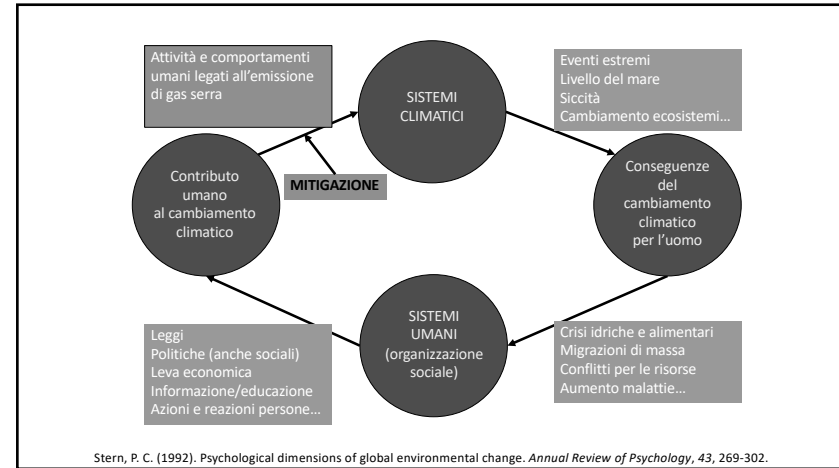 Attività e comportamenti
umani legati all'emissione
di gas serra
SISTEMI
CLIMATICI
Eventi estremi
Livello del mare
Siccità
Cambiamento ecosistemi…
Contributo
umano
al cambiamento
climatico
MITIGAZIONE
Conseguenze
del
cambiamento
climatico
per l'uomo
Leggi
Politiche (anche sociali)
Leva economica
Informazione/educazione
Azioni e reazioni persone…
SISTEMI
UMANI
(organizzazione
sociale)
Crisi idriche e alimentari
Migrazioni di massa
Conflitti per le risorse
Aumento malattie…
Stern, P. C. (1992). Psychological dimensions of global environmental change. Annual Review of Psychology, 43, 269-302.